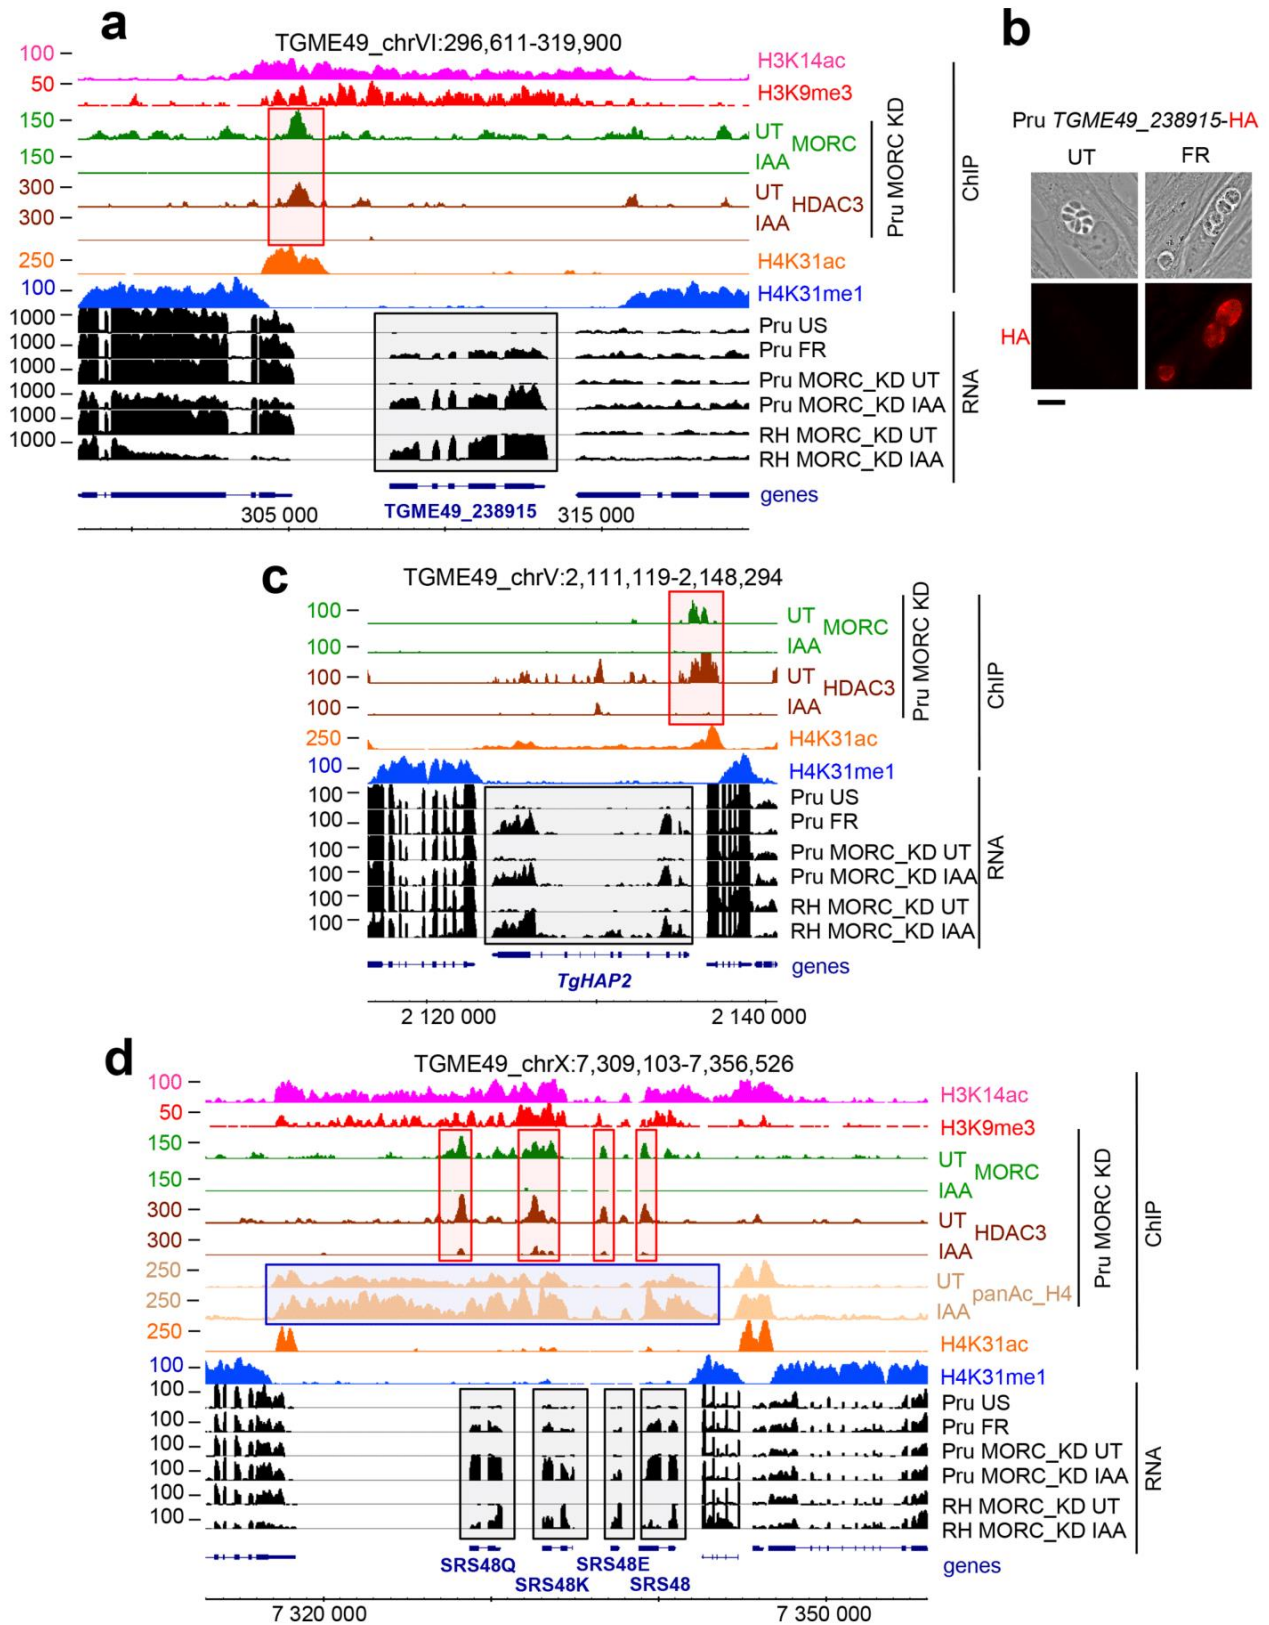 a
TGME49_chrVI:296,611-319,900
100
H3K14ac
50
H3K9me3
150
UT
MORC
150
IAA
300
UT
HDAC3
300
IAA
Pru MORC KD
250
H4K31ac
100
H4K31me1
ChIP
1000
Pru US
1000
Pru FR
1000
Pru MORC_KD UT
1000
Pru MORC_KD IAA
1000
RH MORC_KD UT
1000
RH MORC_KD IAA
RNA
genes
305 000
TGME49_238915
315 000
b
Pru TGME49_238915-HA
UT
FR
HA
c
TGME49_chrV:2,111,119-2,148,294
100
UT
MORC
100
IAA
100
UT
HDAC3
100
IAA
Pru MORC KD
250
H4K31ac
100
H4K31me1
ChIP
100
Pru US
100
Pru FR
100
Pru MORC_KD UT
100
Pru MORC_KD IAA
100
RH MORC_KD UT
100
RH MORC_KD IAA
RNA
genes
TgHAP2
2 120 000
2 140 000
d
TGME49_chrX:7,309,103-7,356,526
100
H3K14ac
50
H3K9me3
150
UT
MORC
150
IAA
300
UT
HDAC3
300
IAA
250
UT
panAc_H4
250
IAA
Pru MORC KD
250
H4K31ac
100
H4K31me1
ChIP
100
Pru US
100
Pru FR
100
Pru MORC_KD UT
100
Pru MORC_KD IAA
100
RH MORC_KD UT
100
RH MORC_KD IAA
RNA
genes
SRS48Q
SRS48K
SRS48E
SRS48
7 320 000
7 350 000